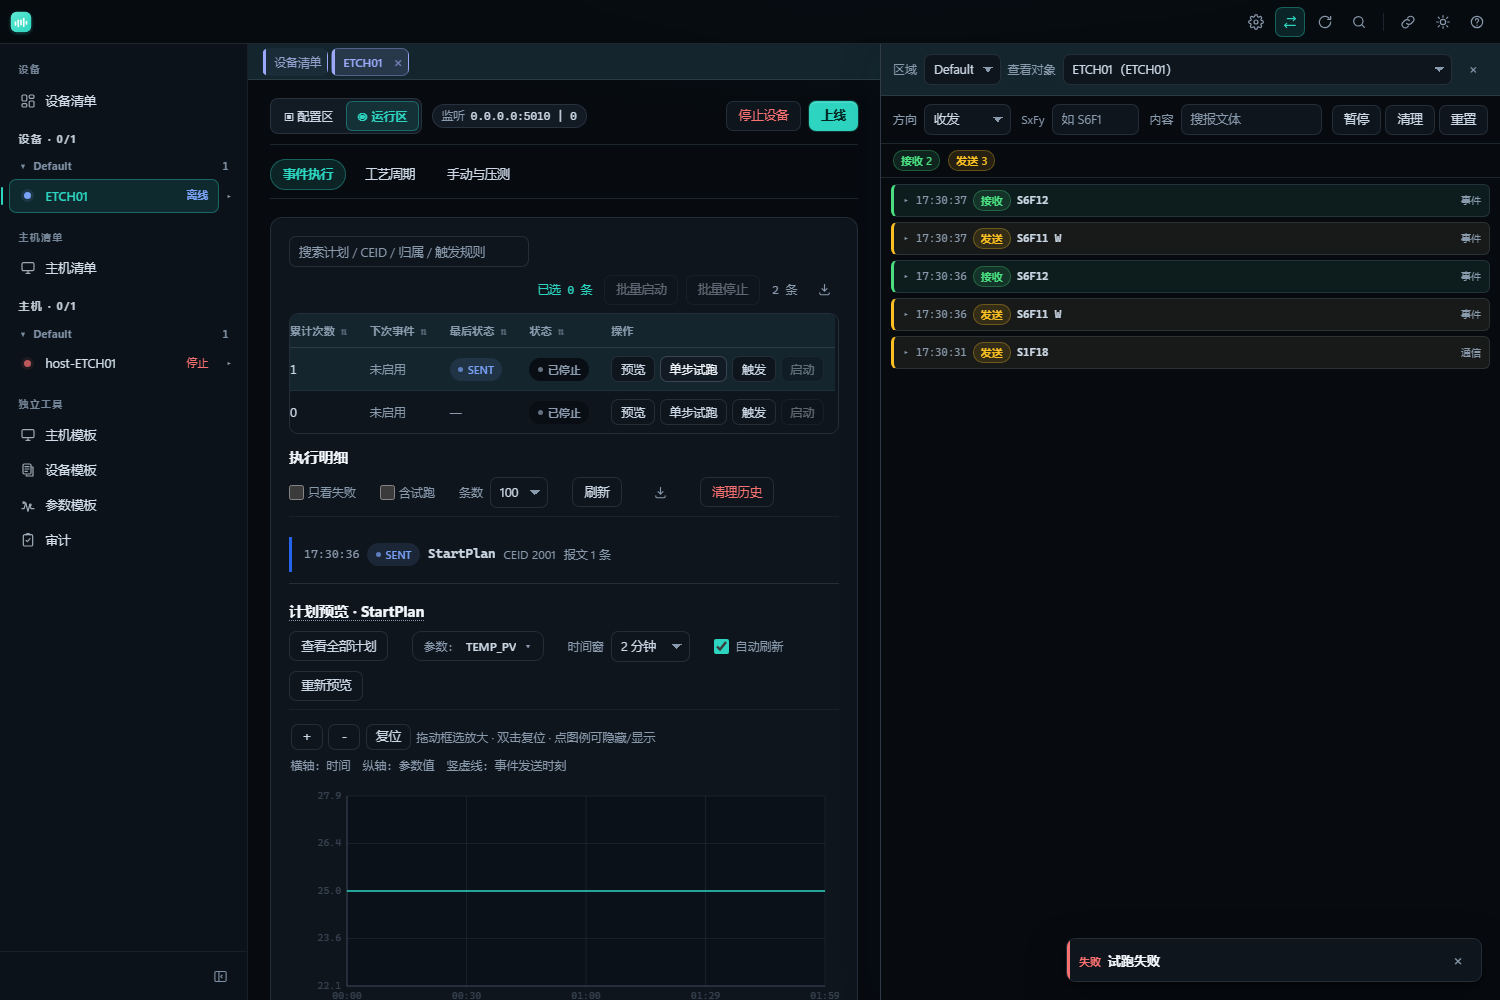 设备
设备清单
设备 · 0/1
Default 1
ETCH01 离线
主机清单
主机清单
主机 · 0/1
Default 1
host-ETCH01 停止
独立工具
主机模板
设备模板
参数模板
审计
设备清单 ETCH01 ×
配置区 运行区 监听 0.0.0.0:5010 | 0 停止设备 上线
事件执行 工艺周期 手动与压测
搜索计划 / CEID / 归属 / 触发规则
已选 0 条 批量启动 批量停止 2 条
累计次数 下次事件 最后状态 状态 操作
1 未启用 SENT 已停止 预览 单步试跑 触发 启动
0 未启用 — 已停止 预览 单步试跑 触发 启动
执行明细
只看失败 含试跑 条数 100 刷新 清理历史
17:30:36 SENT StartPlan CEID 2001 报文 1 条
计划预览 · StartPlan
查看全部计划 参数: TEMP_PV 时间窗 2 分钟 自动刷新
重新预览
+ - 复位 拖动框选放大 · 双击复位 · 点图例可隐藏/显示
横轴: 时间 纵轴: 参数值 竖虚线: 事件发送时刻
27.9
26.4
25.0
23.6
22.1
00:00 00:30 01:00 01:29 01:59
区域 Default 查看对象 ETCH01 (ETCH01) ×
方向 收发 SxFy 如 S6F1 内容 搜报文体 暂停 清理 重置
接收 2 发送 3
17:30:37 接收 S6F12 事件
17:30:37 发送 S6F11 W 事件
17:30:36 接收 S6F12 事件
17:30:36 发送 S6F11 W 事件
17:30:31 发送 S1F18 通信
失败 试跑失败 ×